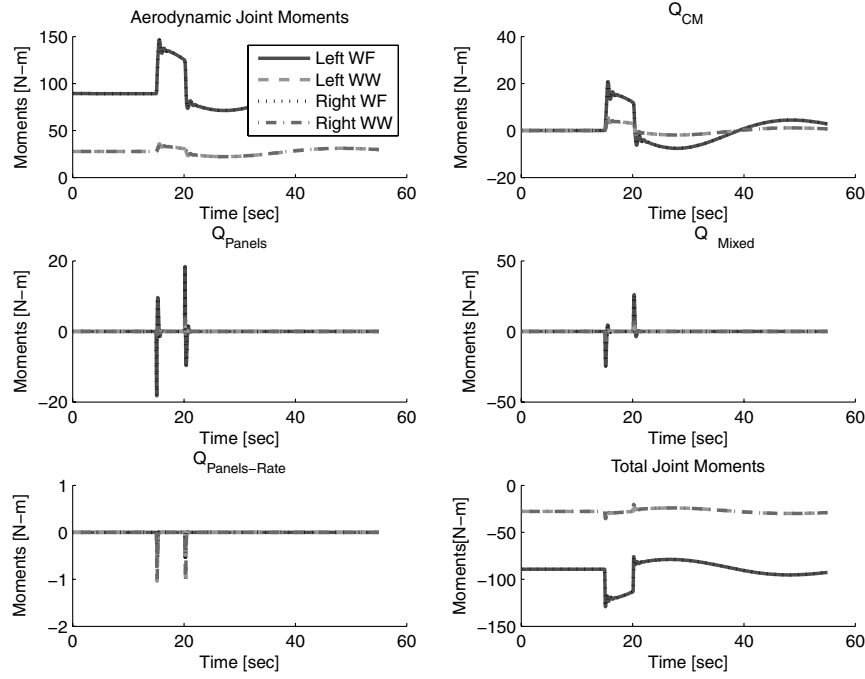 Aerodynamic Joint Moments
150
100
50
0
Moments [N−m]
0 20 40 60
Time [sec]
Left WF
Left WW
Right WF
Right WW
Q_CM
40
20
0
−20
Moments [N−m]
0 20 40 60
Time [sec]
Q_Panels
20
0
−20
Moments [N−m]
0 20 40 60
Time [sec]
Q_Mixed
50
0
−50
Moments [N−m]
0 20 40 60
Time [sec]
Q_Panels−Rate
1
0
−1
−2
Moments [N−m]
0 20 40 60
Time [sec]
Total Joint Moments
0
−50
−100
−150
Moments[N−m]
0 20 40 60
Time [sec]